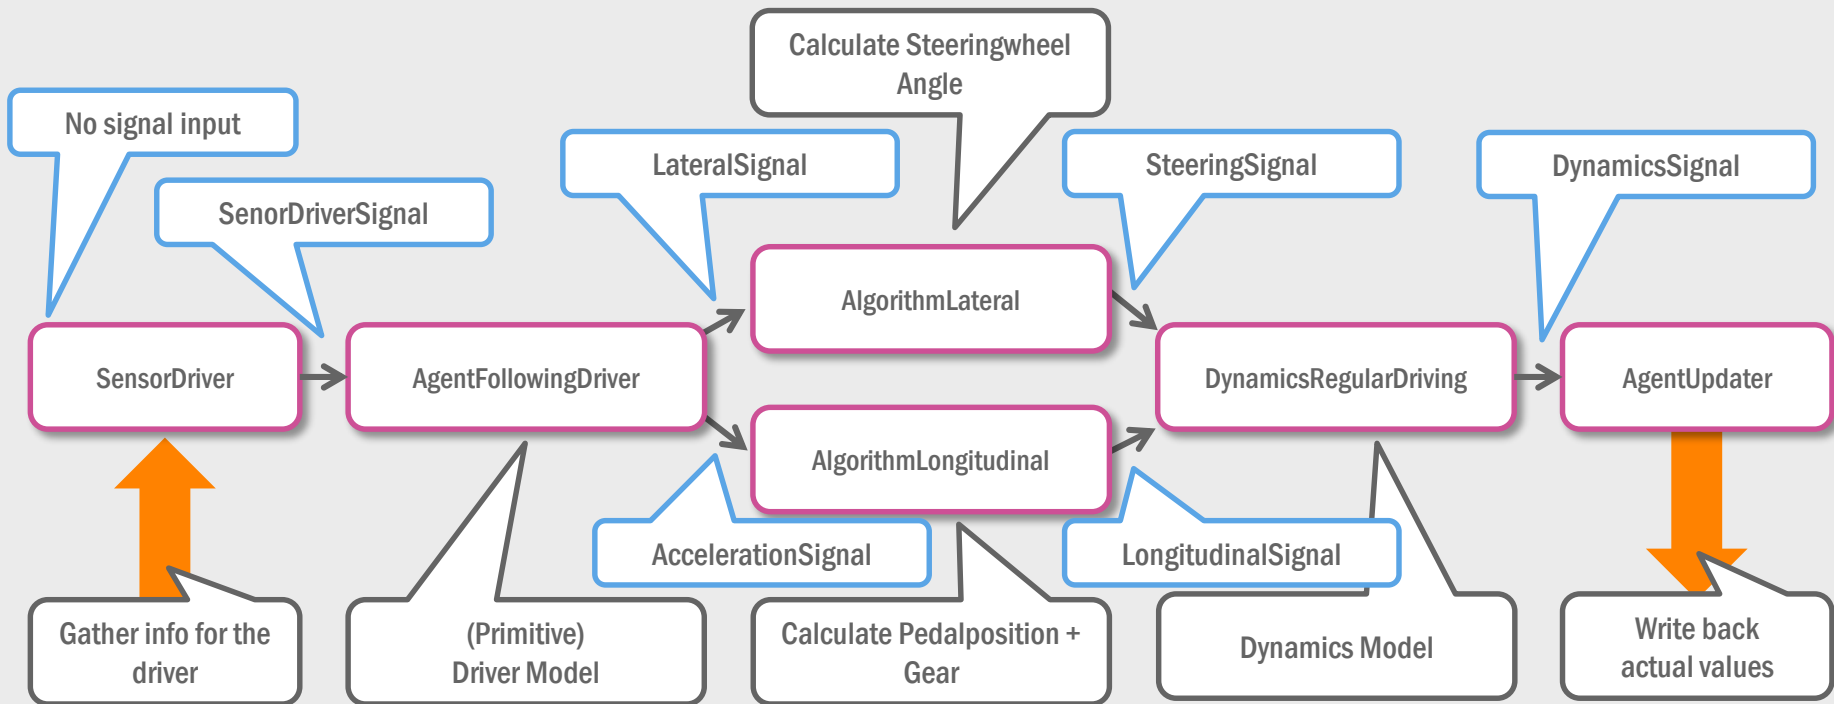 Calculate Steeringwheel
Angle
No signal input
LateralSignal
SteeringSignal
DynamicsSignal
SenorDriverSignal
AlgorithmLateral
SensorDriver
AgentFollowingDriver
DynamicsRegularDriving
AgentUpdater
AlgorithmLongitudinal
AccelerationSignal
LongitudinalSignal
Gather info for the
driver
(Primitive)
Driver Model
Calculate Pedalposition +
Gear
Dynamics Model
Write back
actual values